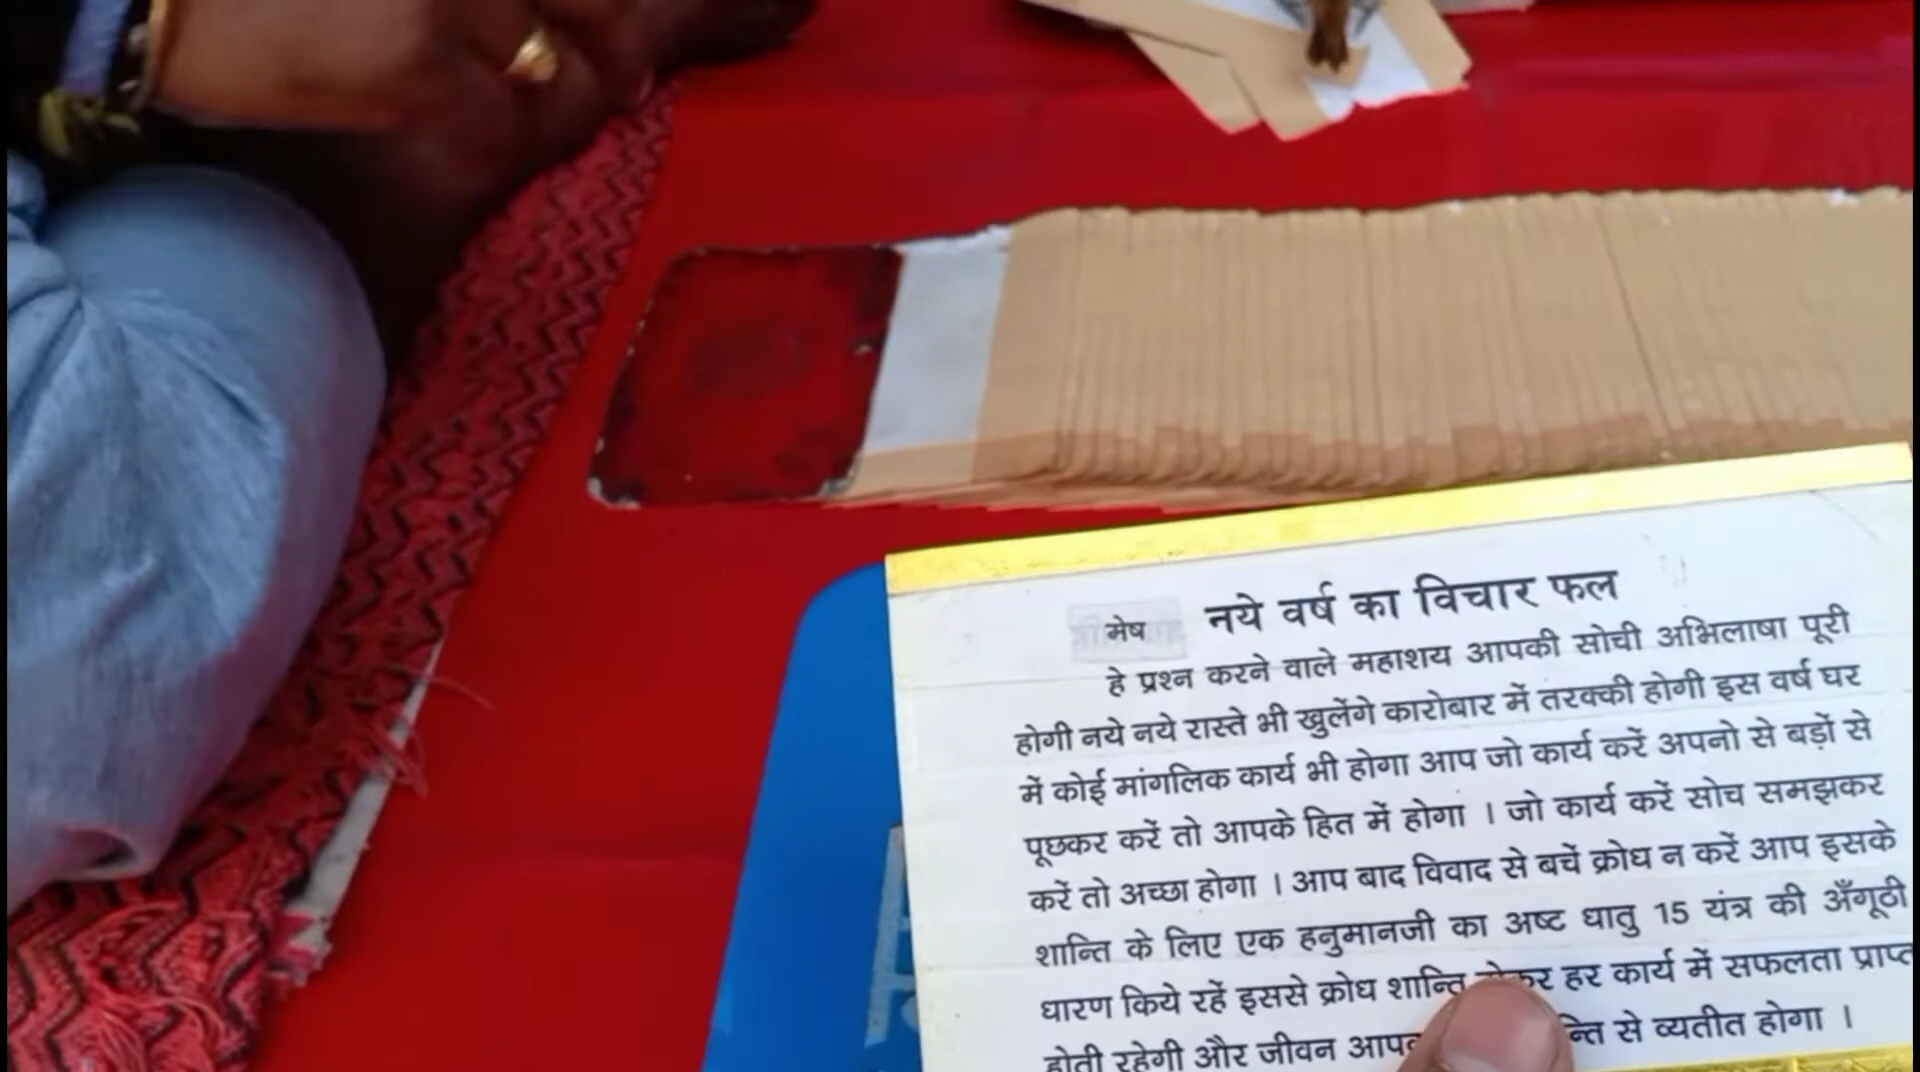 मेष नये वर्ष का विचार फल
हे प्रश्न करने वाले महाशय आपकी सोची अभिलाषा पूरी
होगी नये नये रास्ते भी खुलेंगे कारोबार में तरक्की होगी इस वर्ष घर
में कोई मांगलिक कार्य भी होगा आप जो कार्य करें अपनो से बड़ों से
पूछकर करें तो आपके हित में होगा । जो कार्य करें सोच समझकर
करें तो अच्छा होगा । आप बाद विवाद से बचें क्रोध न करें आप इसके
शान्ति के लिए एक हनुमानजी का अष्ट धातु 15 यंत्र की अँगूठी
धारण किये रहें इससे क्रोध शान्ति हर कार्य में सफलता प्राप्त
होती रहेगी और जीवन से व्यतीत होगा ।